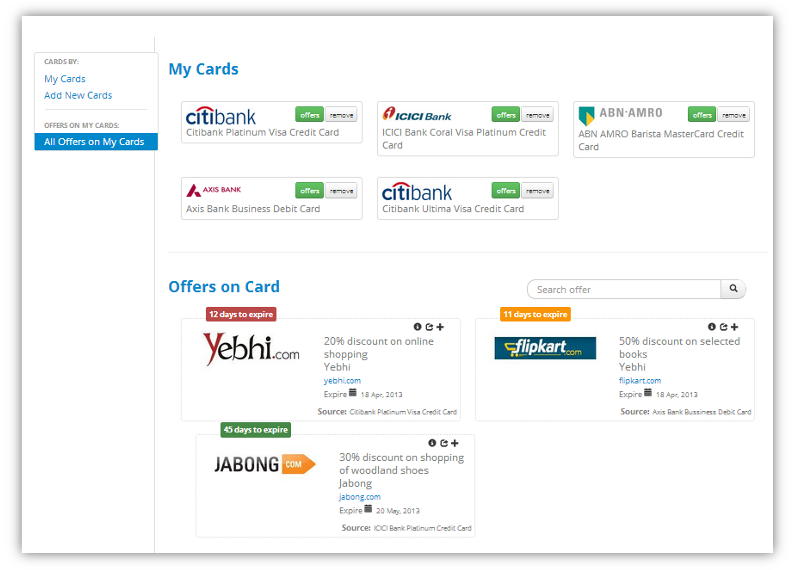 CARDS BY:
My Cards
Add New Cards
OFFERS ON MY CARDS:
All Offers on My Cards
My Cards
citibank offers remove
Citibank Platinum Visa Credit Card
ICICI Bank offers remove
ICICI Bank Coral Visa Platinum Credit
Card
ABN·AMRO offers remove
ABN AMRO Barista MasterCard Credit
Card
AXIS BANK offers remove
Axis Bank Business Debit Card
citibank offers remove
Citibank Ultima Visa Credit Card
Offers on Card
Search offer
12 days to expire
Yebhi.com
20% discount on online
shopping
Yebhi
yebhi.com
Expire 18 Apr, 2013
Source: Citibank Platinum Visa Credit Card
11 days to expire
flipkart.com
50% discount on selected
books
Yebhi
flipkart.com
Expire 18 Apr, 2013
Source: Axis Bank Bussiness Debit Card
45 days to expire
JABONG COM
30% discount on shopping
of woodland shoes
Jabong
jabong.com
Expire 20 May, 2013
Source: ICICI Bank Platinum Credit Card